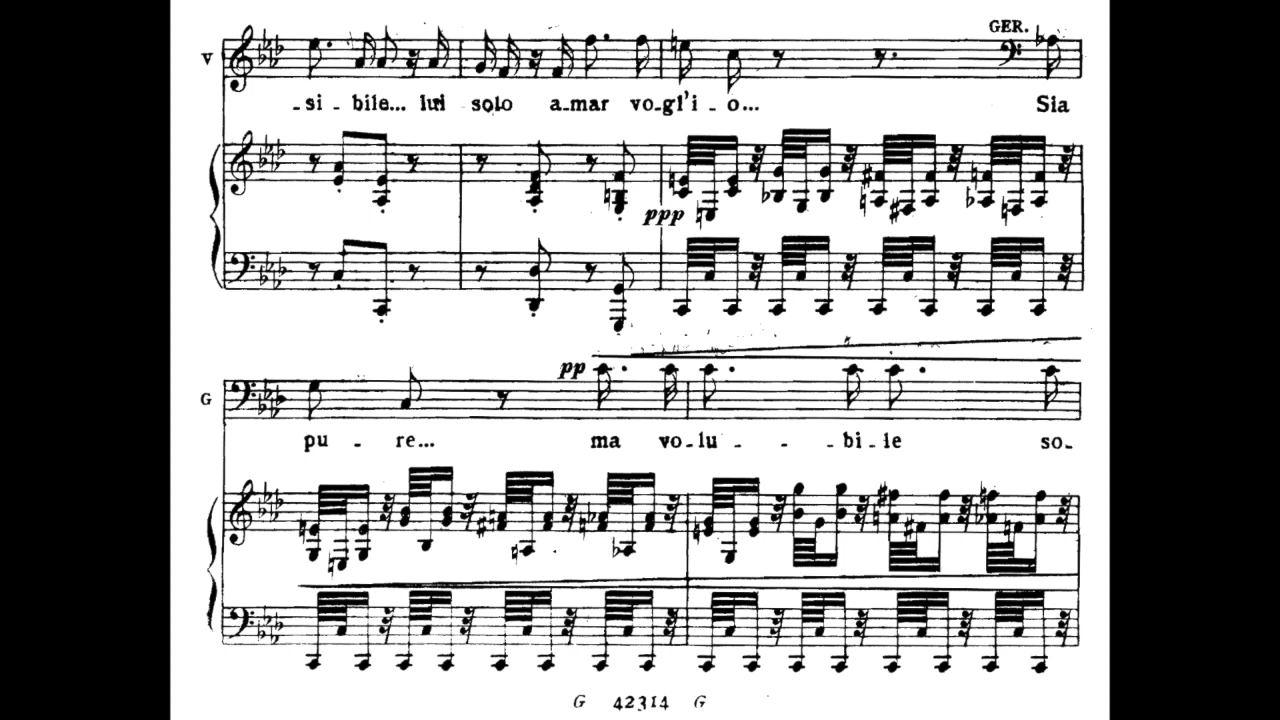 GER.
V
-si-bile... lui solo a-mar vo-gl'i-o... Sia
ppp
pp
G
pu-re... ma vo-lu--bi-le so-
G 42314 G